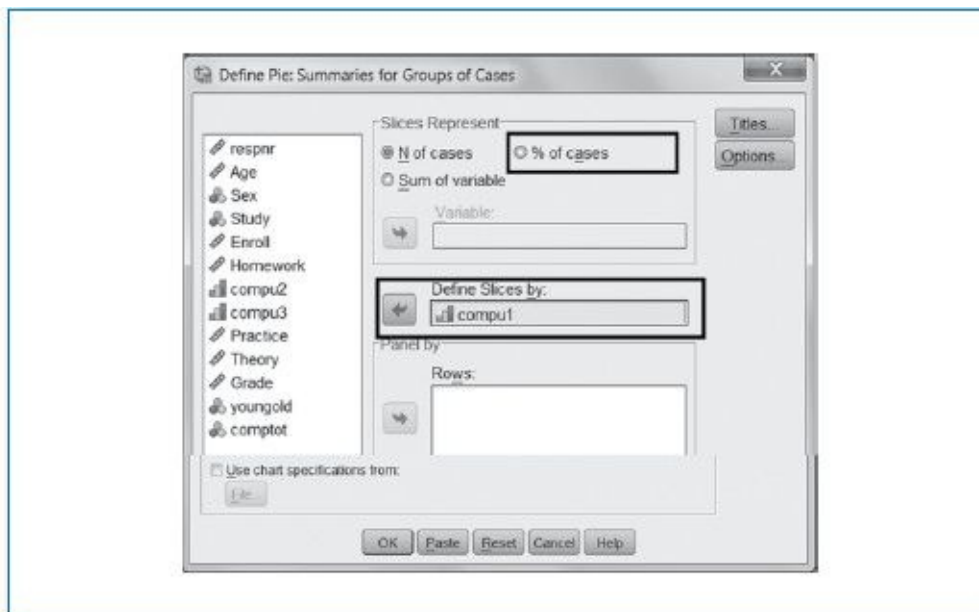 Define Pie: Summaries for Groups of Cases
X
respnr
Age
Sex
Study
Enroll
Homework
compu2
compu3
Practice
Theory
Grade
youngold
comptot
Slices Represent
N of cases
% of cases
Sum of variable
Variable:
Define Slices by:
compu1
Panel by
Rows:
Titles...
Options...
Use chart specifications from:
File...
OK
Paste
Reset
Cancel
Help